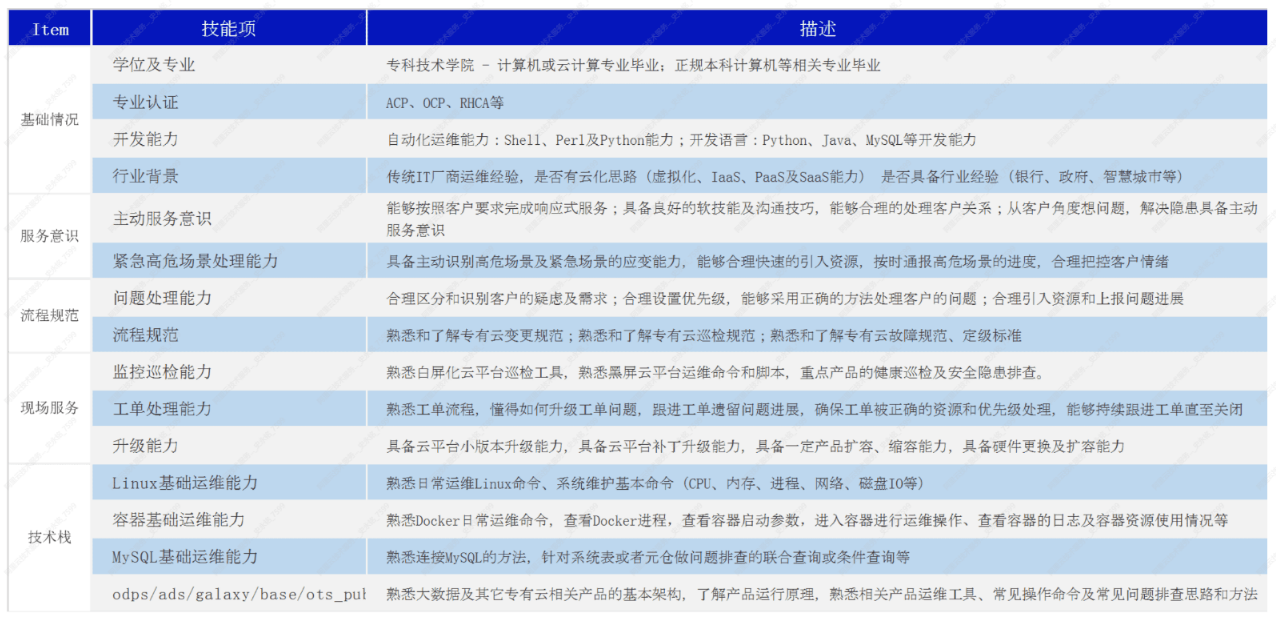 Item 技能项 描述
基础情况
学位及专业 专科技术学院 - 计算机或云计算专业毕业；正规本科计算机等相关专业毕业
专业认证 ACP、OCP、RHCA等
开发能力 自动化运维能力：Shell、Perl及Python能力；开发语言：Python、Java、MySQL等开发能力
行业背景 传统IT厂商运维经验，是否有云化思路（虚拟化、IaaS、PaaS及SaaS能力） 是否具备行业经验（银行、政府、智慧城市等）
服务意识
主动服务意识 能够按照客户要求完成响应式服务；具备良好的软技能及沟通技巧，能够合理的处理客户关系；从客户角度想问题，解决隐患具备主动
服务意识
紧急高危场景处理能力 具备主动识别高危场景及紧急场景的应变能力，能够合理快速的引入资源，按时通报高危场景的进度，合理把控客户情绪
流程规范
问题处理能力 合理区分和识别客户的疑虑及需求；合理设置优先级，能够采用正确的方法处理客户的问题；合理引入资源和上报问题进展
流程规范 熟悉和了解专有云变更规范；熟悉和了解专有云巡检规范；熟悉和了解专有云故障规范、定级标准
现场服务
监控巡检能力 熟悉白屏化云平台巡检工具，熟悉黑屏云平台运维命令和脚本，重点产品的健康巡检及安全隐患排查。
工单处理能力 熟悉工单流程，懂得如何升级工单问题，跟进工单遗留问题进展，确保工单被正确的资源和优先级处理，能够持续跟进工单直至关闭
升级能力 具备云平台小版本升级能力，具备云平台补丁升级能力，具备一定产品扩容、缩容能力，具备硬件更换及扩容能力
技术栈
Linux基础运维能力 熟悉日常运维Linux命令、系统维护基本命令（CPU、内存、进程、网络、磁盘IO等）
容器基础运维能力 熟悉Docker日常运维命令，查看Docker进程，查看容器启动参数，进入容器进行运维操作、查看容器的日志及容器资源使用情况等
MySQL基础运维能力 熟悉连接MySQL的方法，针对系统表或者元仓做问题排查的联合查询或条件查询等
odps/ads/galaxy/base/ots_pub 熟悉大数据及其它专有云相关产品的基本架构，了解产品运行原理，熟悉相关产品运维工具、常见操作命令及常见问题排查思路和方法